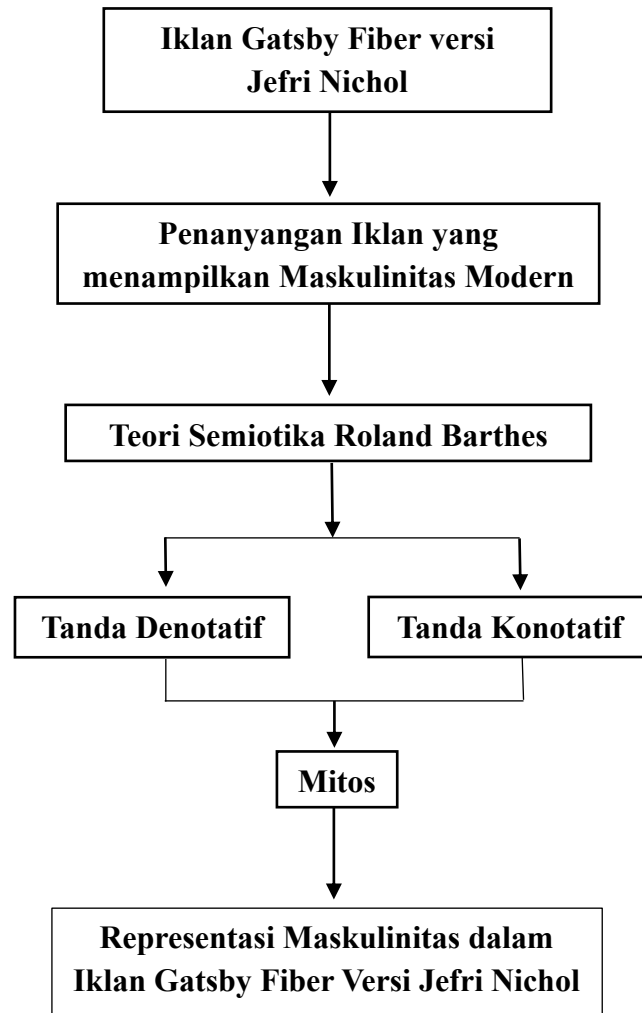 Iklan Gatsby Fiber versi
Jefri Nichol
Penanyangan Iklan yang
menampilkan Maskulinitas Modern
Teori Semiotika Roland Barthes
Tanda Denotatif
Tanda Konotatif
Mitos
Representasi Maskulinitas dalam
Iklan Gatsby Fiber Versi Jefri Nichol